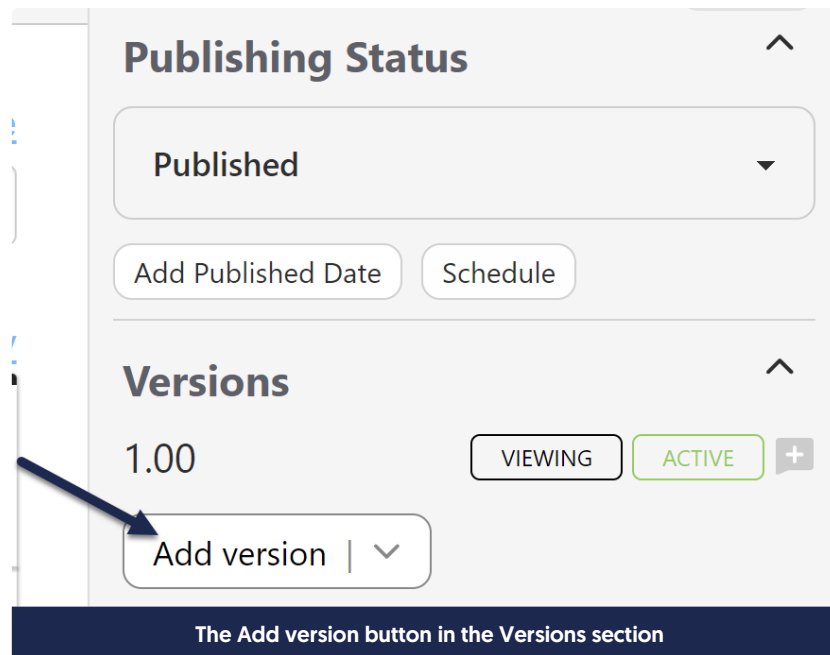 Publishing Status
Published
Add Published Date
Schedule
Versions
1.00
VIEWING
ACTIVE
Add version
The Add version button in the Versions section